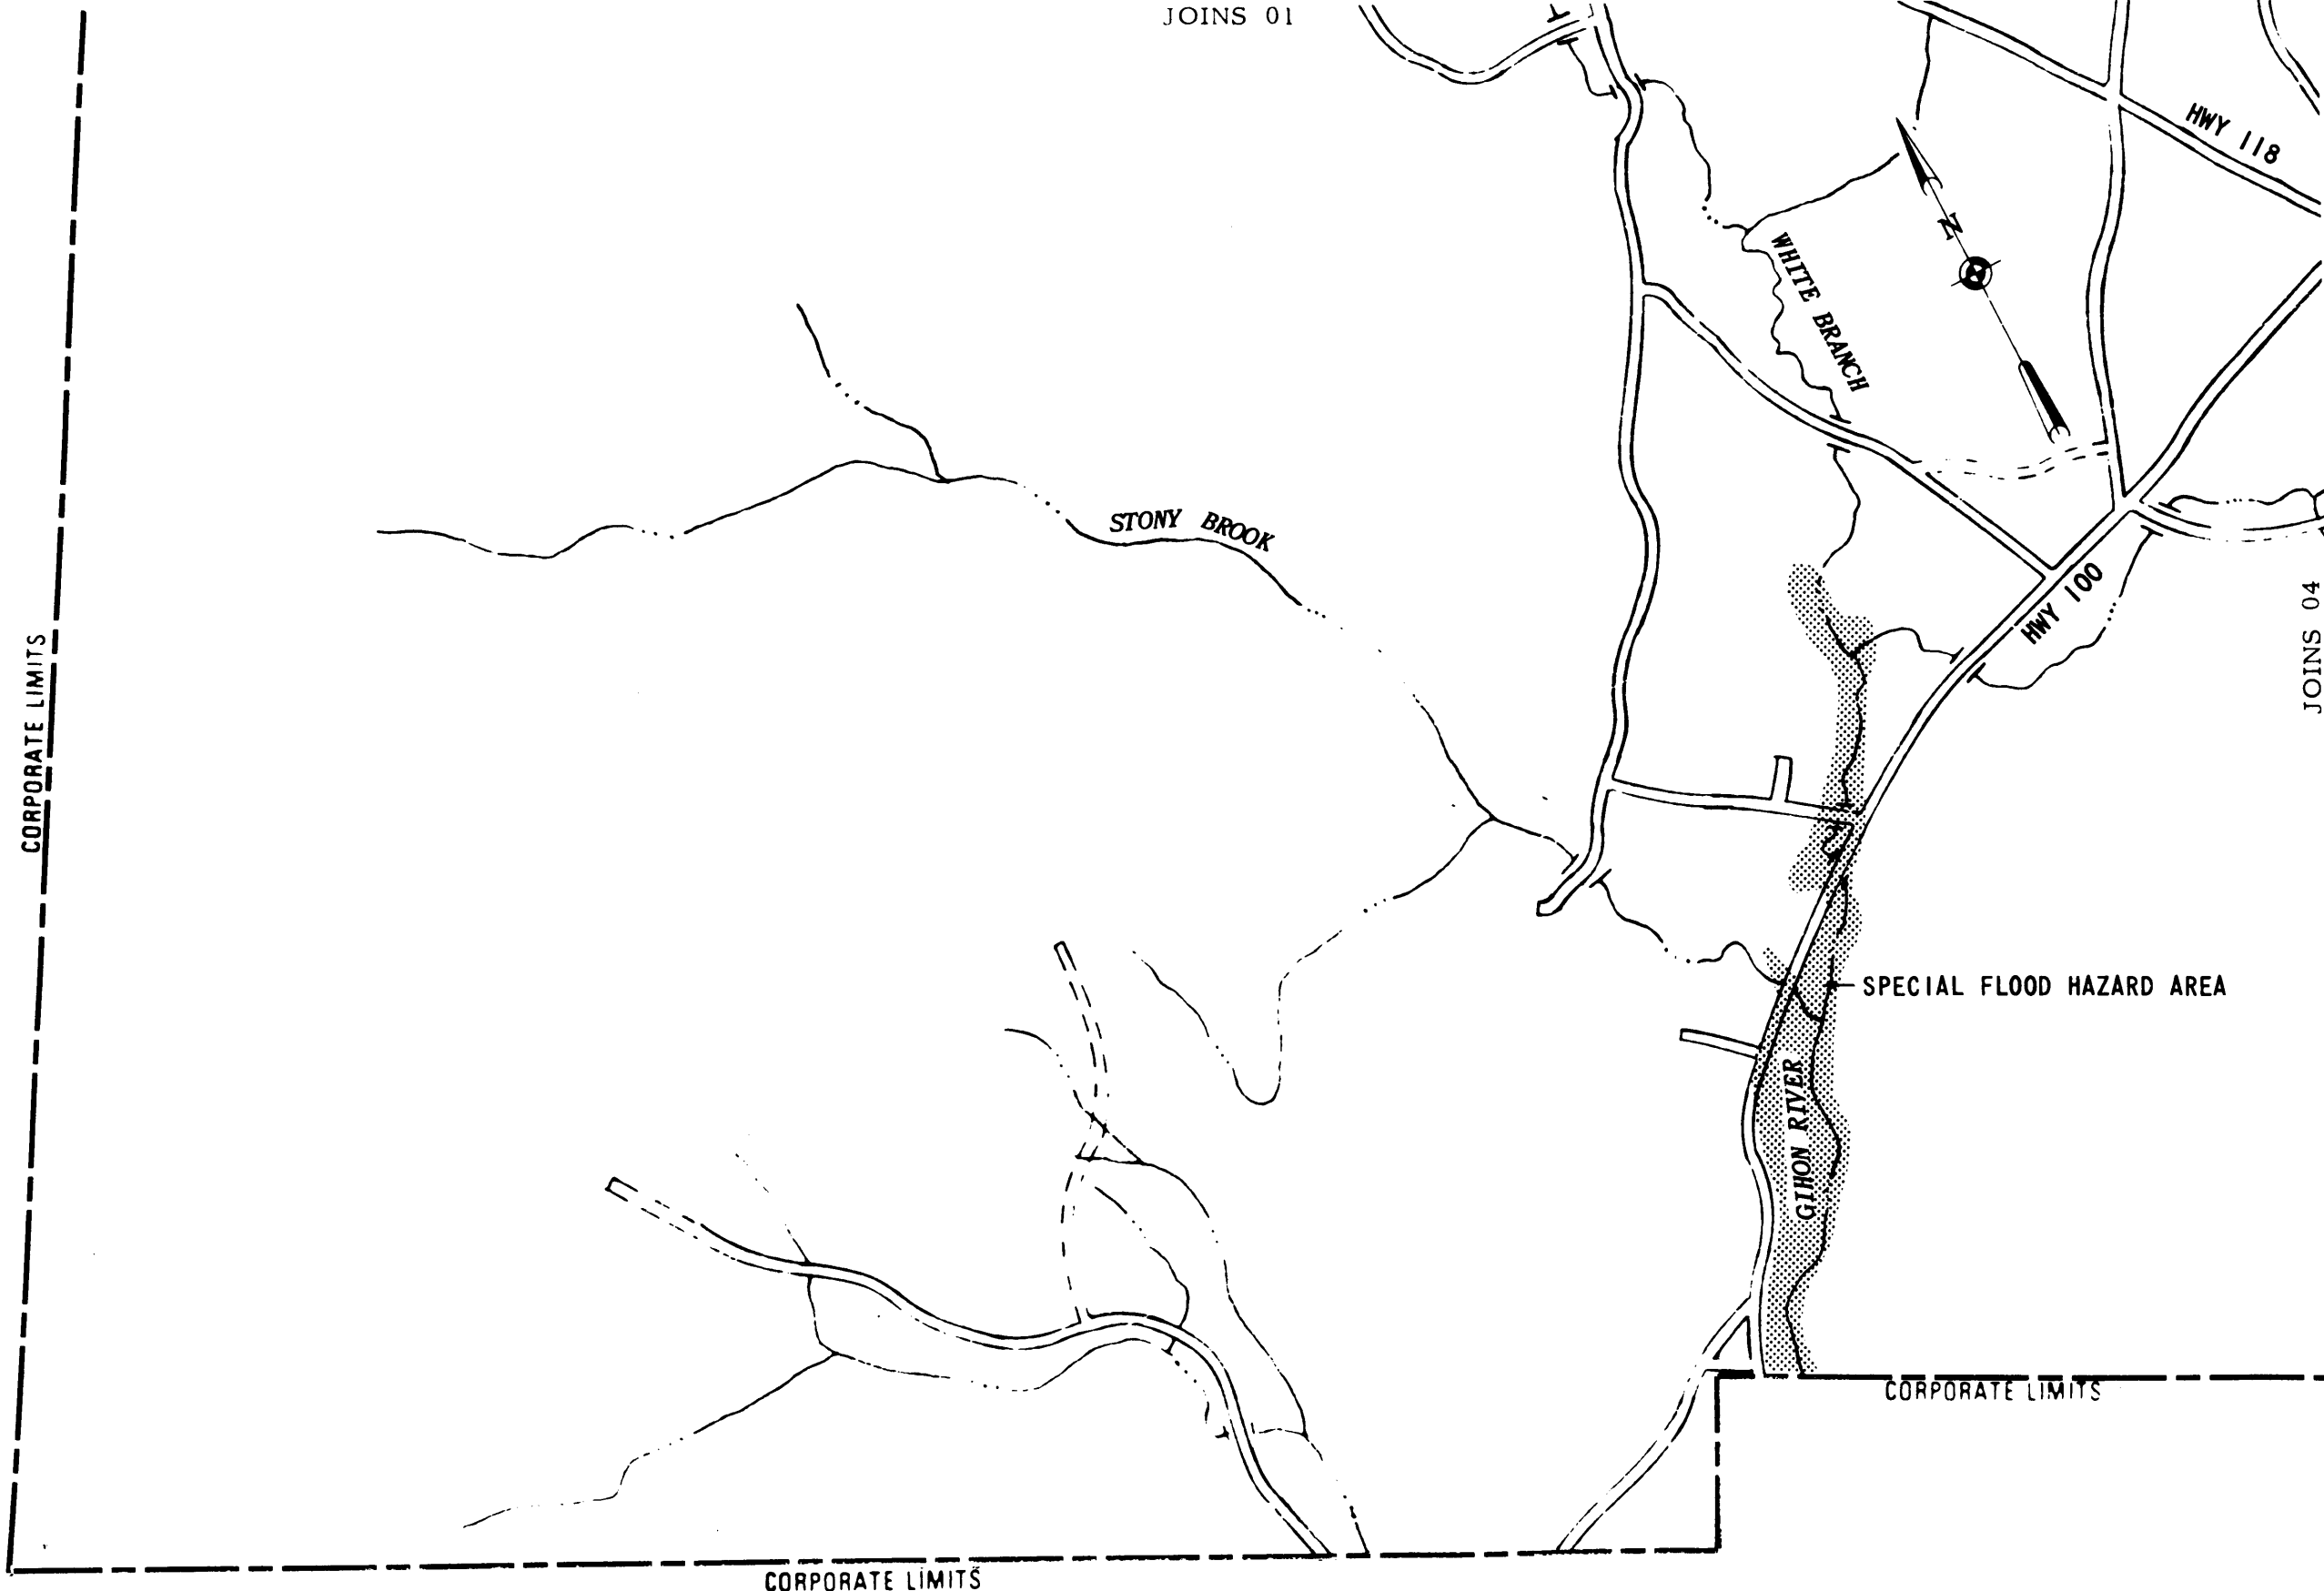 JOINS 01
HWY 118
N
WHITE BRANCH
STONY BROOK
HWY 100
JOINS 04
CORPORATE LIMITS
SPECIAL FLOOD HAZARD AREA
GIHON RIVER
CORPORATE LIMITS
CORPORATE LIMITS